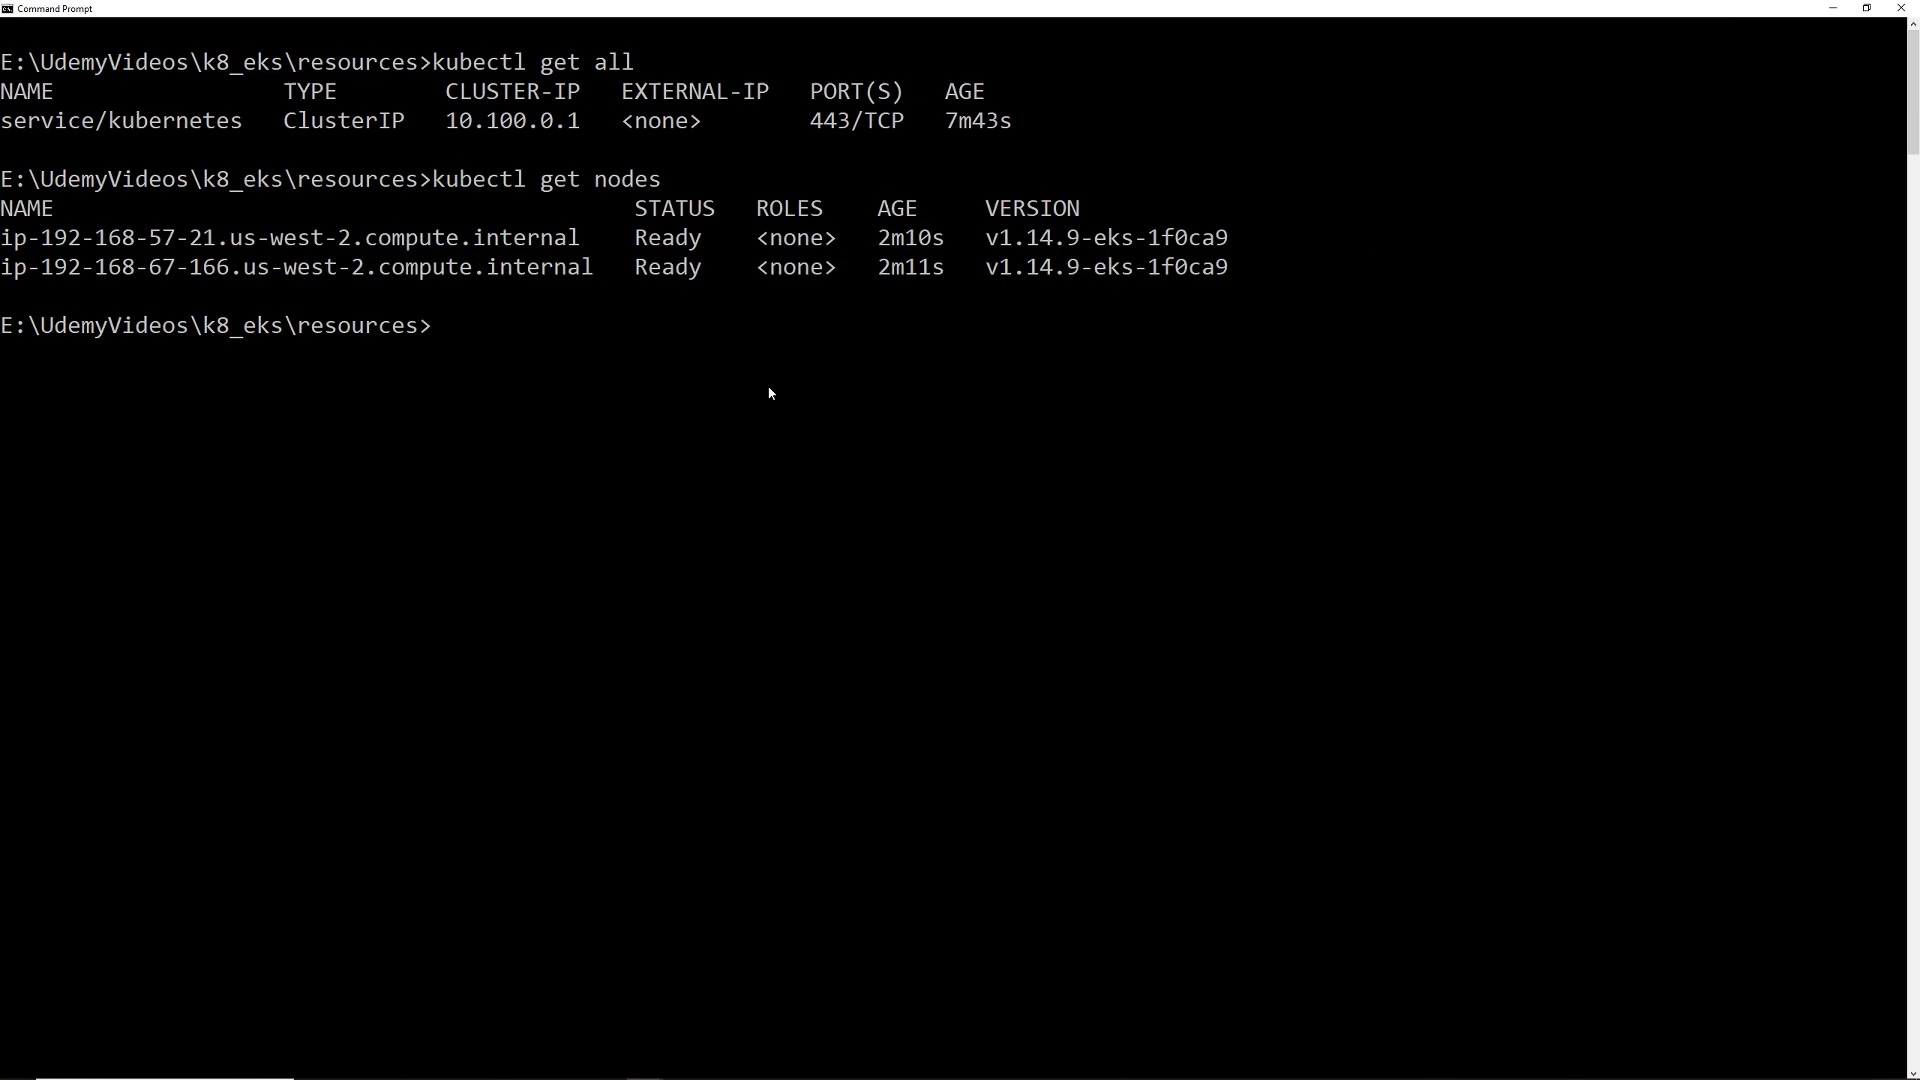 Command Prompt
E:\UdemyVideos\k8_eks\resources>kubectl get all
NAME TYPE CLUSTER-IP EXTERNAL-IP PORT(S) AGE
service/kubernetes ClusterIP 10.100.0.1 <none> 443/TCP 7m43s
E:\UdemyVideos\k8_eks\resources>kubectl get nodes
NAME STATUS ROLES AGE VERSION
ip-192-168-57-21.us-west-2.compute.internal Ready <none> 2m10s v1.14.9-eks-1f0ca9
ip-192-168-67-166.us-west-2.compute.internal Ready <none> 2m11s v1.14.9-eks-1f0ca9
E:\UdemyVideos\k8_eks\resources>